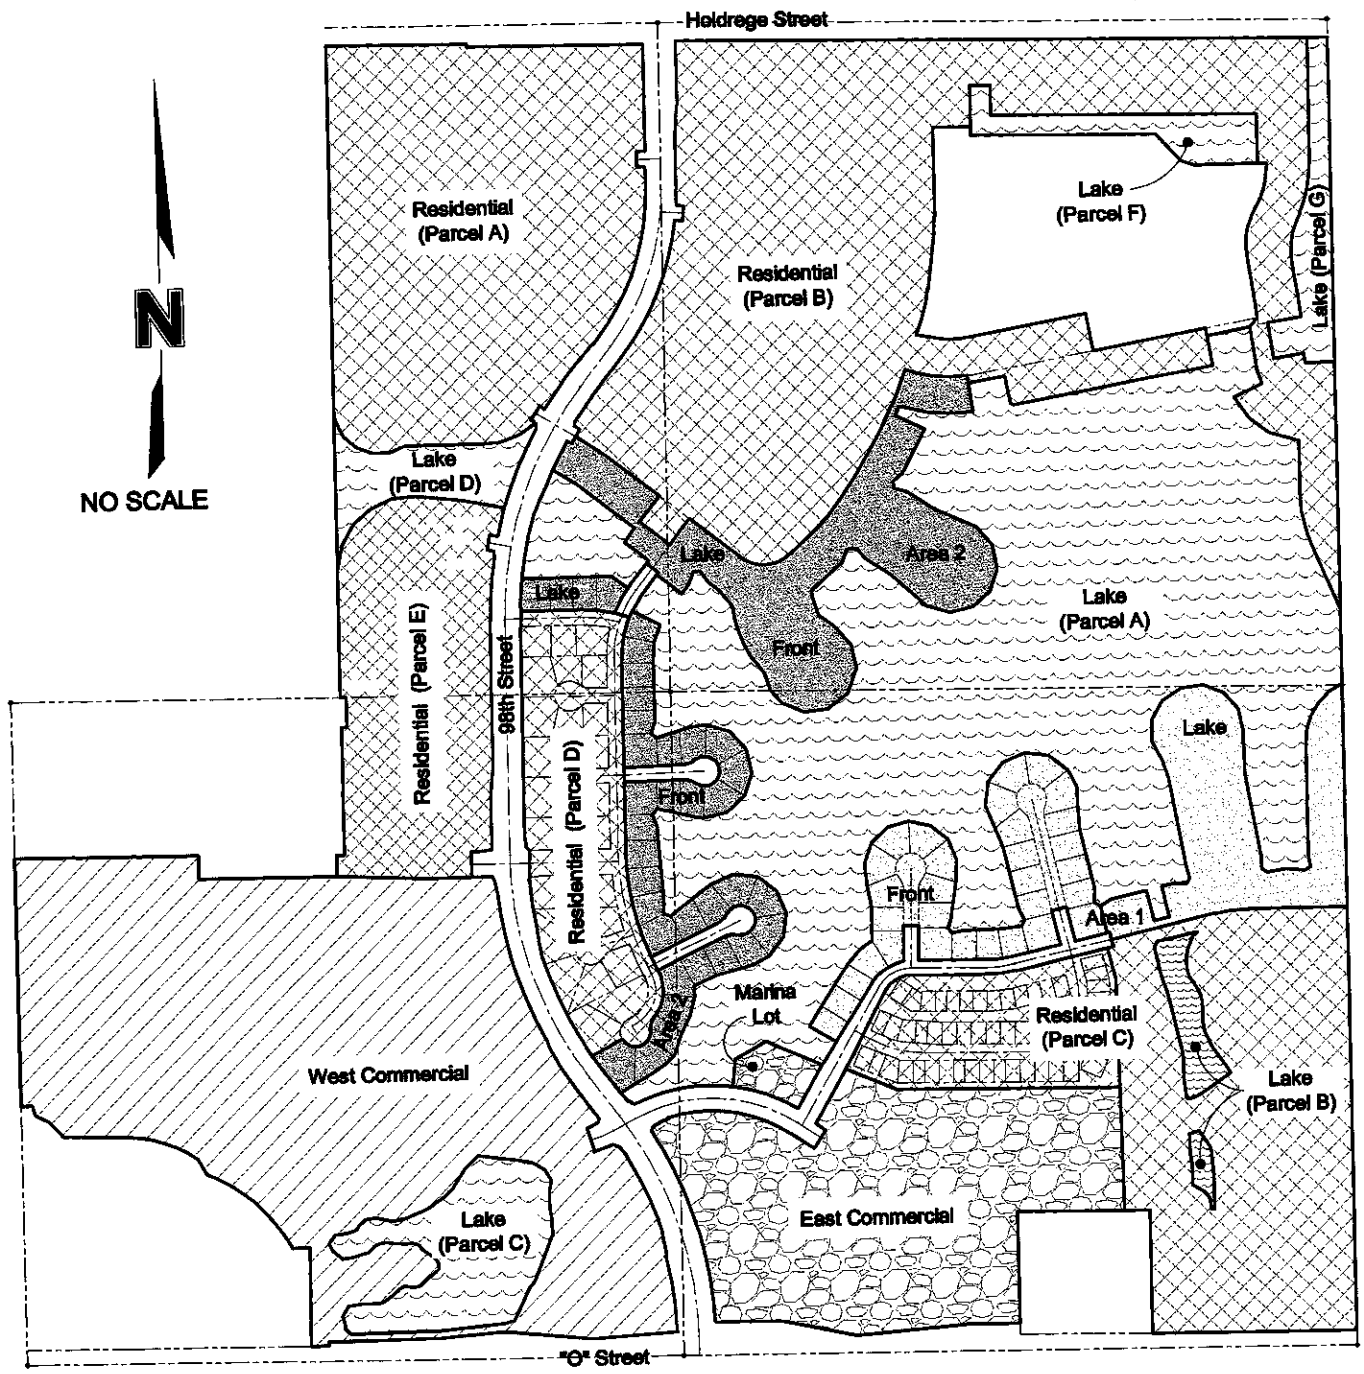 Holdrege Street
Residential
(Parcel A)
Lake
(Parcel F)
Lake (Parcel G)
Residential
(Parcel B)
N
NO SCALE
Lake
(Parcel D)
Lake
Area 2
Lake
Front
Lake
(Parcel A)
Residential (Parcel E)
98th Street
Residential (Parcel D)
Front
Lake
Front
Area 1
Area 2
Marina
Lot
Residential
(Parcel C)
West Commercial
Lake
(Parcel B)
Lake
(Parcel C)
East Commercial
"O" Street